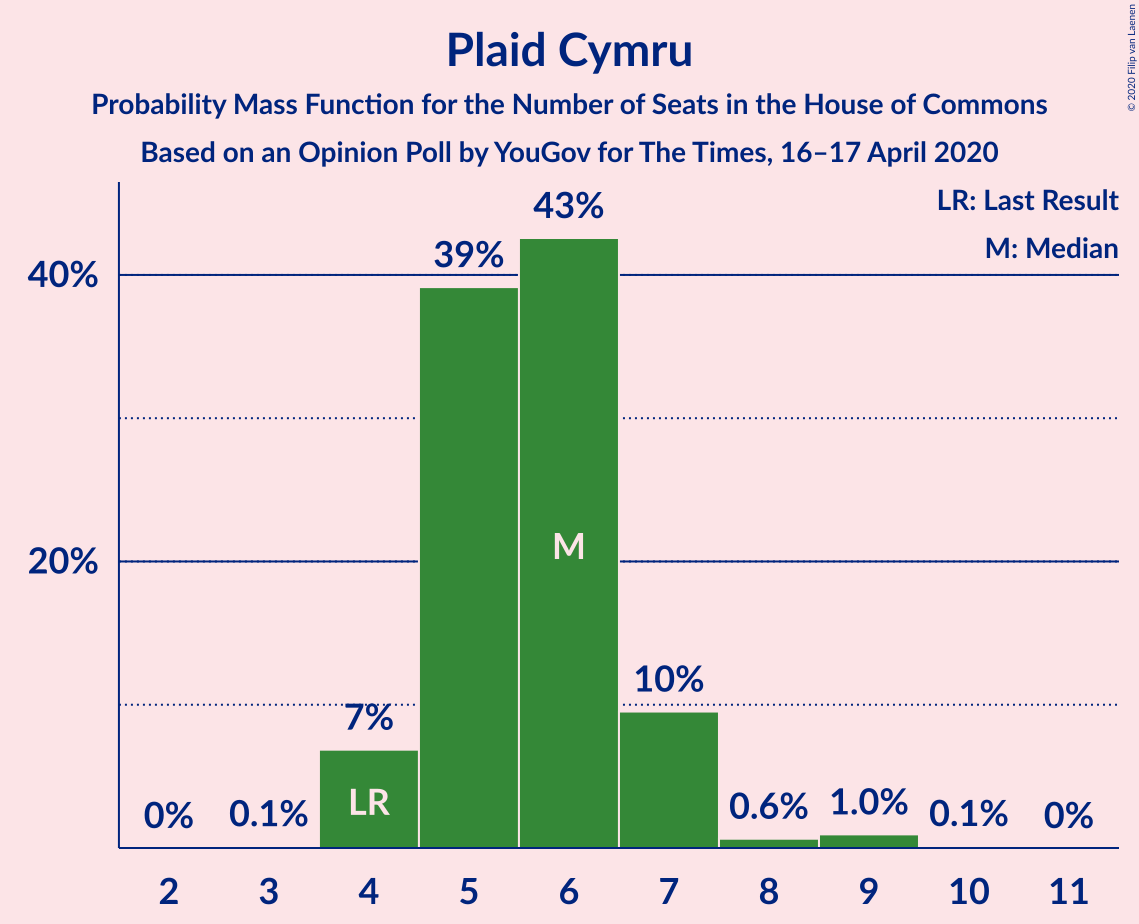 Plaid Cymru
Probability Mass Function for the Number of Seats in the House of Commons
Based on an Opinion Poll by YouGov for The Times, 16–17 April 2020
© 2020 Filip van Laenen
LR: Last Result
M: Median
40%
20%
0%
0.1%
7%
39%
43%
10%
0.6%
1.0%
0.1%
0%
LR
M
2 3 4 5 6 7 8 9 10 11